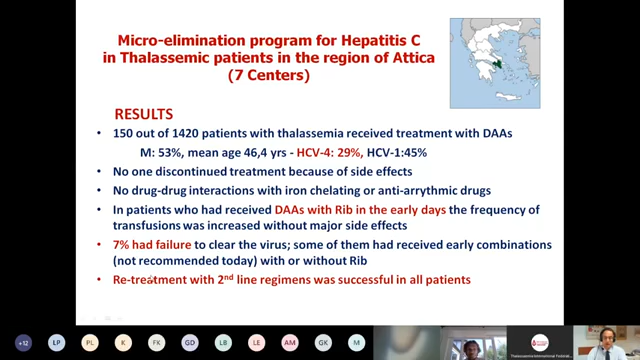 Micro-elimination program for Hepatitis C
in Thalassemic patients in the region of Attica
(7 Centers)
RESULTS
• 150 out of 1420 patients with thalassemia received treatment with DAAs
M: 53%, mean age 46,4 yrs - HCV-4: 29%, HCV-1:45%
• No one discontinued treatment because of side effects
• No drug-drug interactions with iron chelating or anti-arrythmic drugs
• In patients who had received DAAs with Rib in the early days the frequency of
transfusions was increased without major side effects
• 7% had failure to clear the virus; some of them had received early combinations
(not recommended today) with or without Rib
• Re-treatment with 2nd line regimens was successful in all patients
+12 LP PL K FK GD LB LE AM GK M
Thalassaemia International Federat...